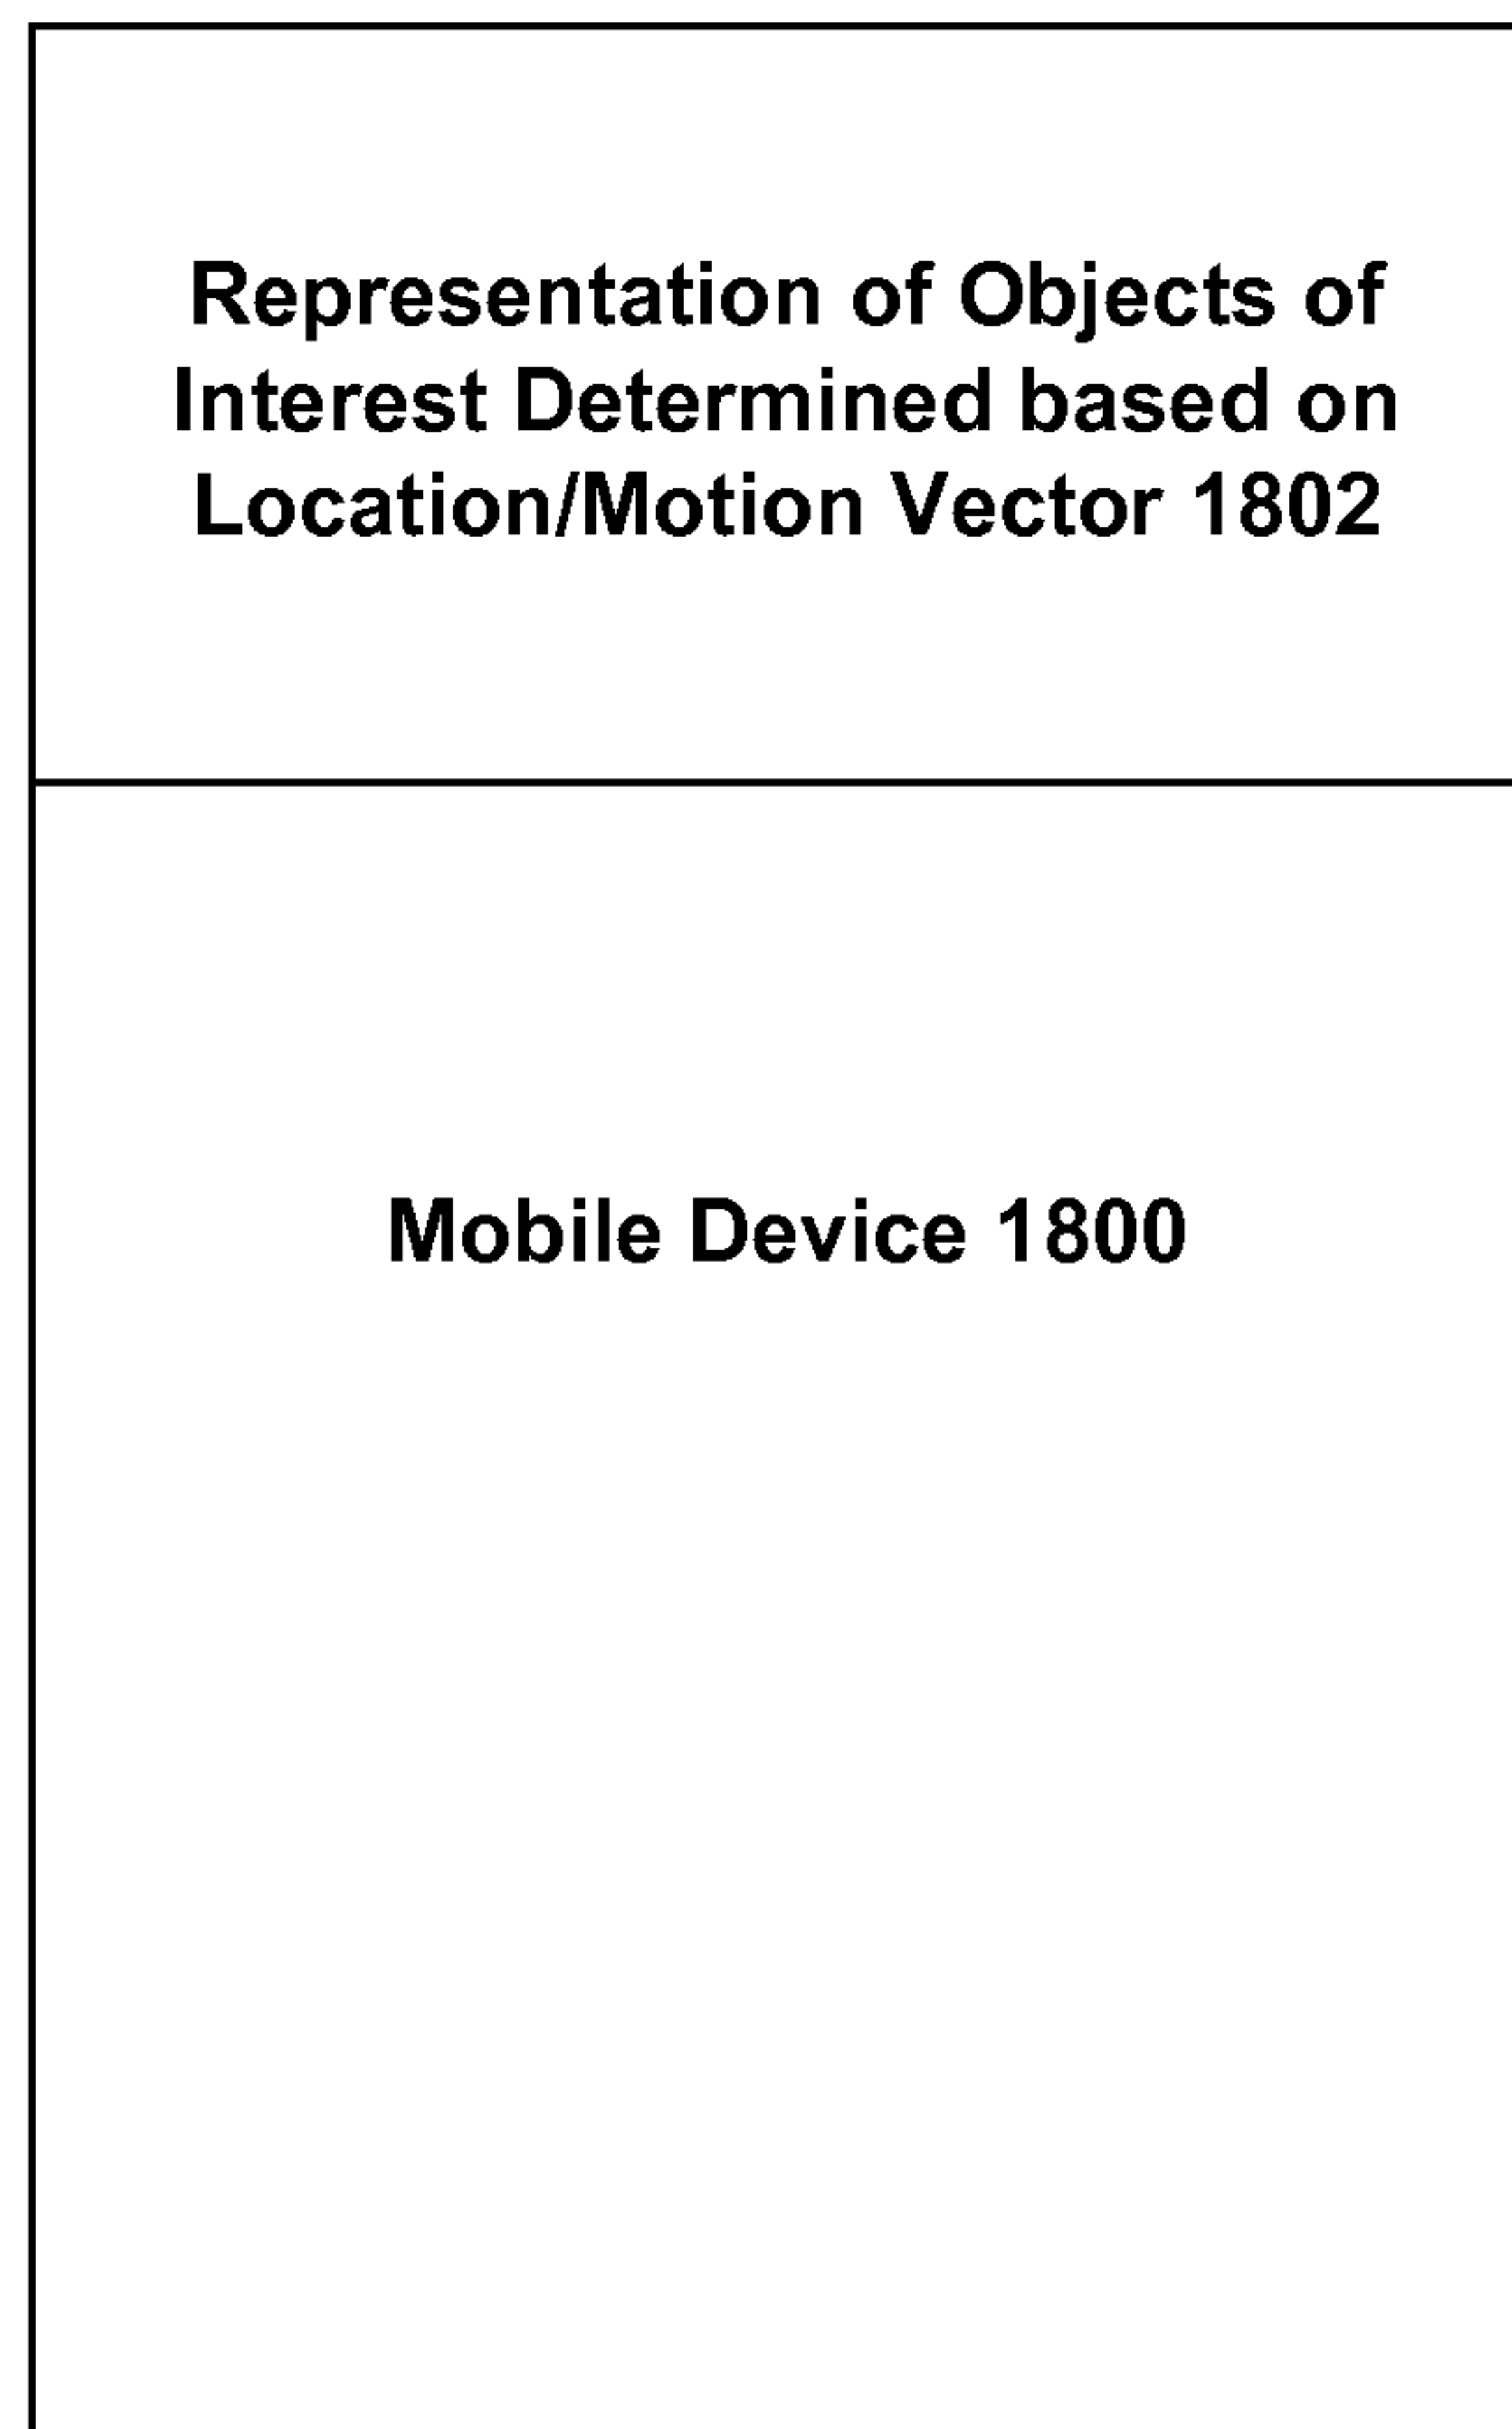 Representation of Objects of
Interest Determined based on
Location/Motion Vector 1802
Mobile Device 1800